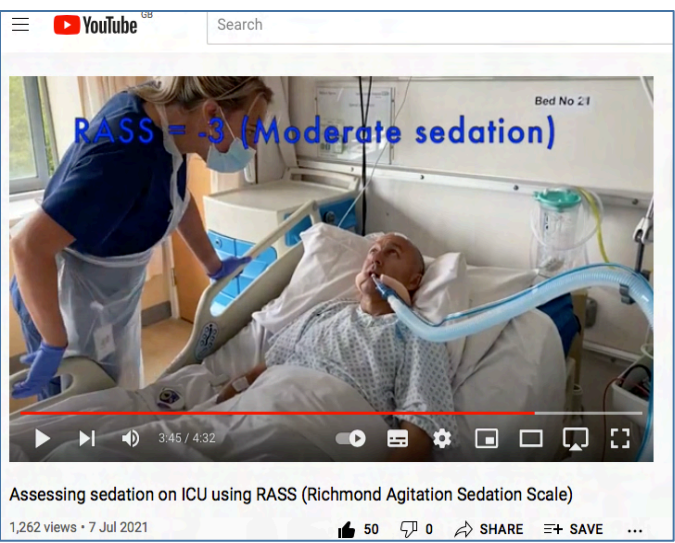 YouTube GB
Search
Bed No 21
RASS = -3 (Moderate sedation)
3:45 / 4:32
Assessing sedation on ICU using RASS (Richmond Agitation Sedation Scale)
1,262 views • 7 Jul 2021
50 0 SHARE SAVE ...